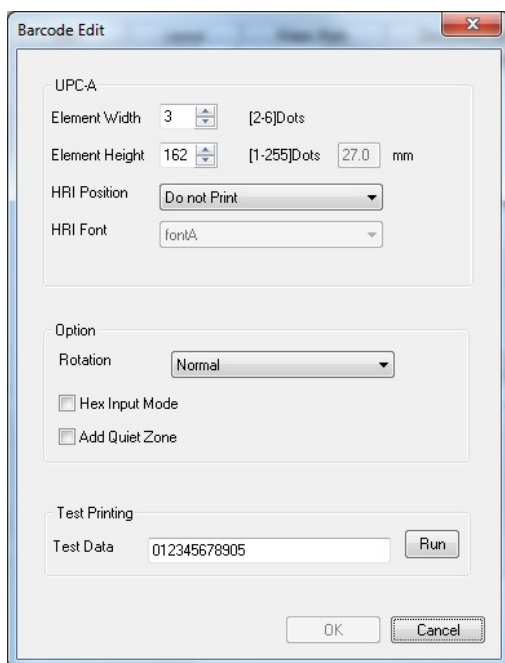 Barcode Edit
UPC-A
Element Width 3 [2-6]Dots
Element Height 162 [1-255]Dots 27.0 mm
HRI Position Do not Print
HRI Font fontA
Option
Rotation Normal
Hex Input Mode
Add Quiet Zone
Test Printing
Test Data 012345678905 Run
OK Cancel